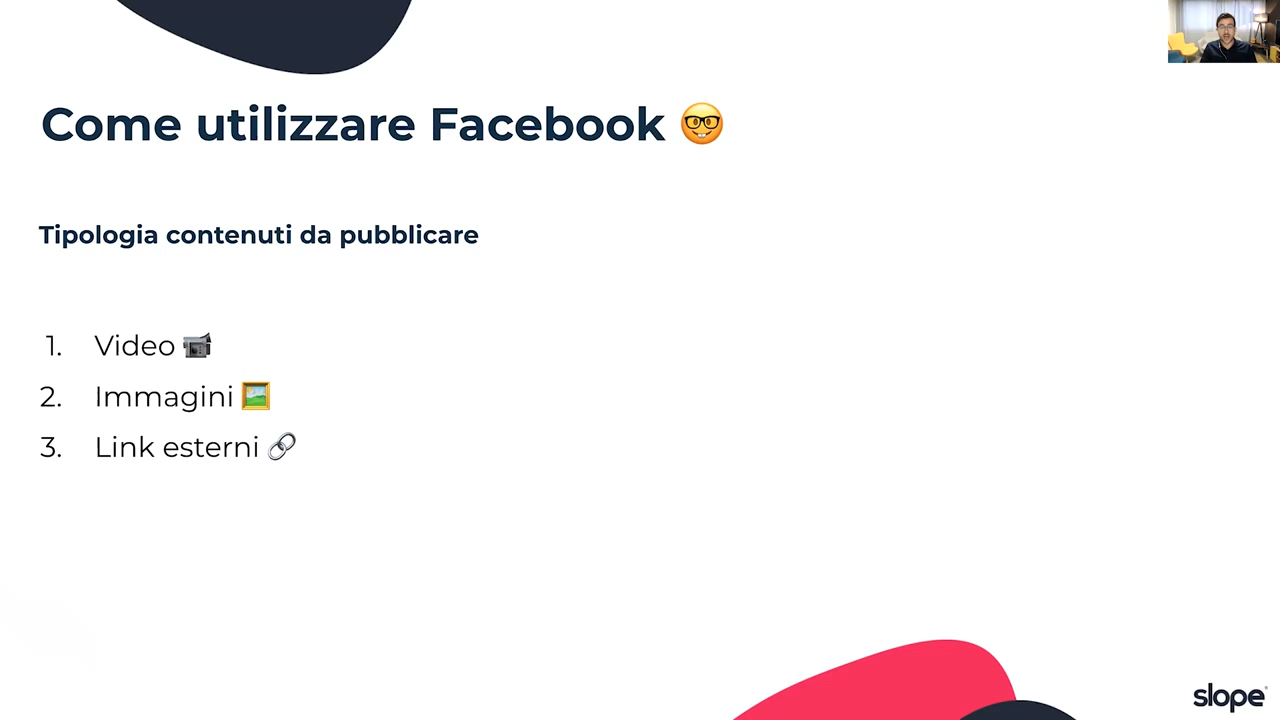 Come utilizzare Facebook 🤓
Tipologia contenuti da pubblicare
1. Video 📹
2. Immagini 🖼️
3. Link esterni 🔗
slope